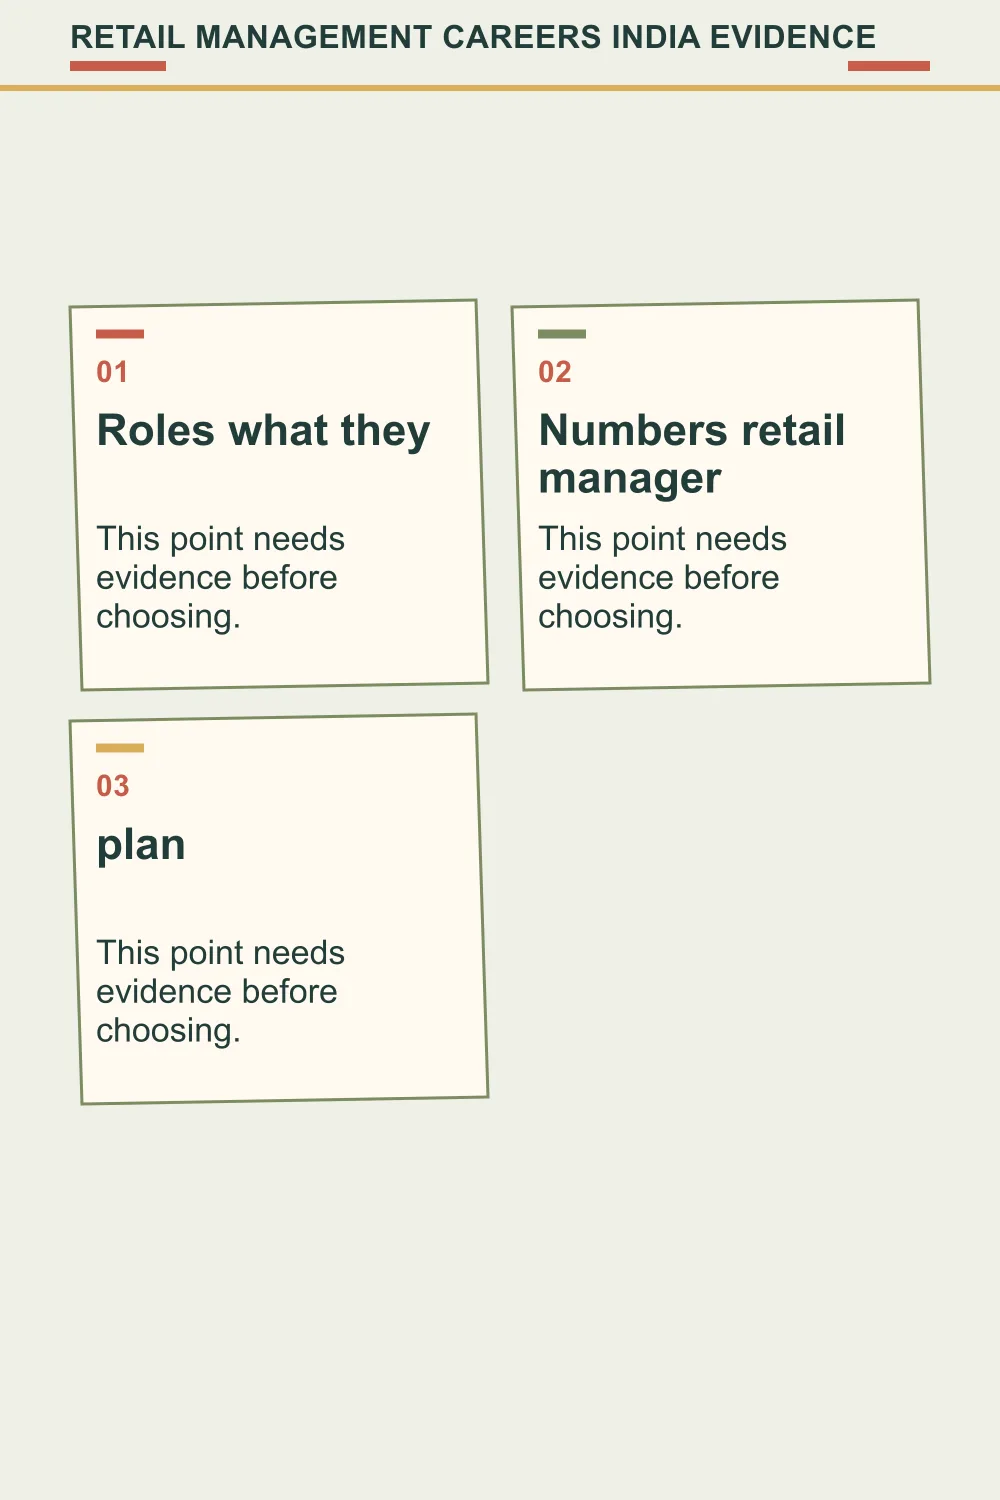 RETAIL MANAGEMENT CAREERS INDIA EVIDENCE
01
Roles what they
This point needs
evidence before
choosing.
02
Numbers retail
manager
This point needs
evidence before
choosing.
03
plan
This point needs
evidence before
choosing.